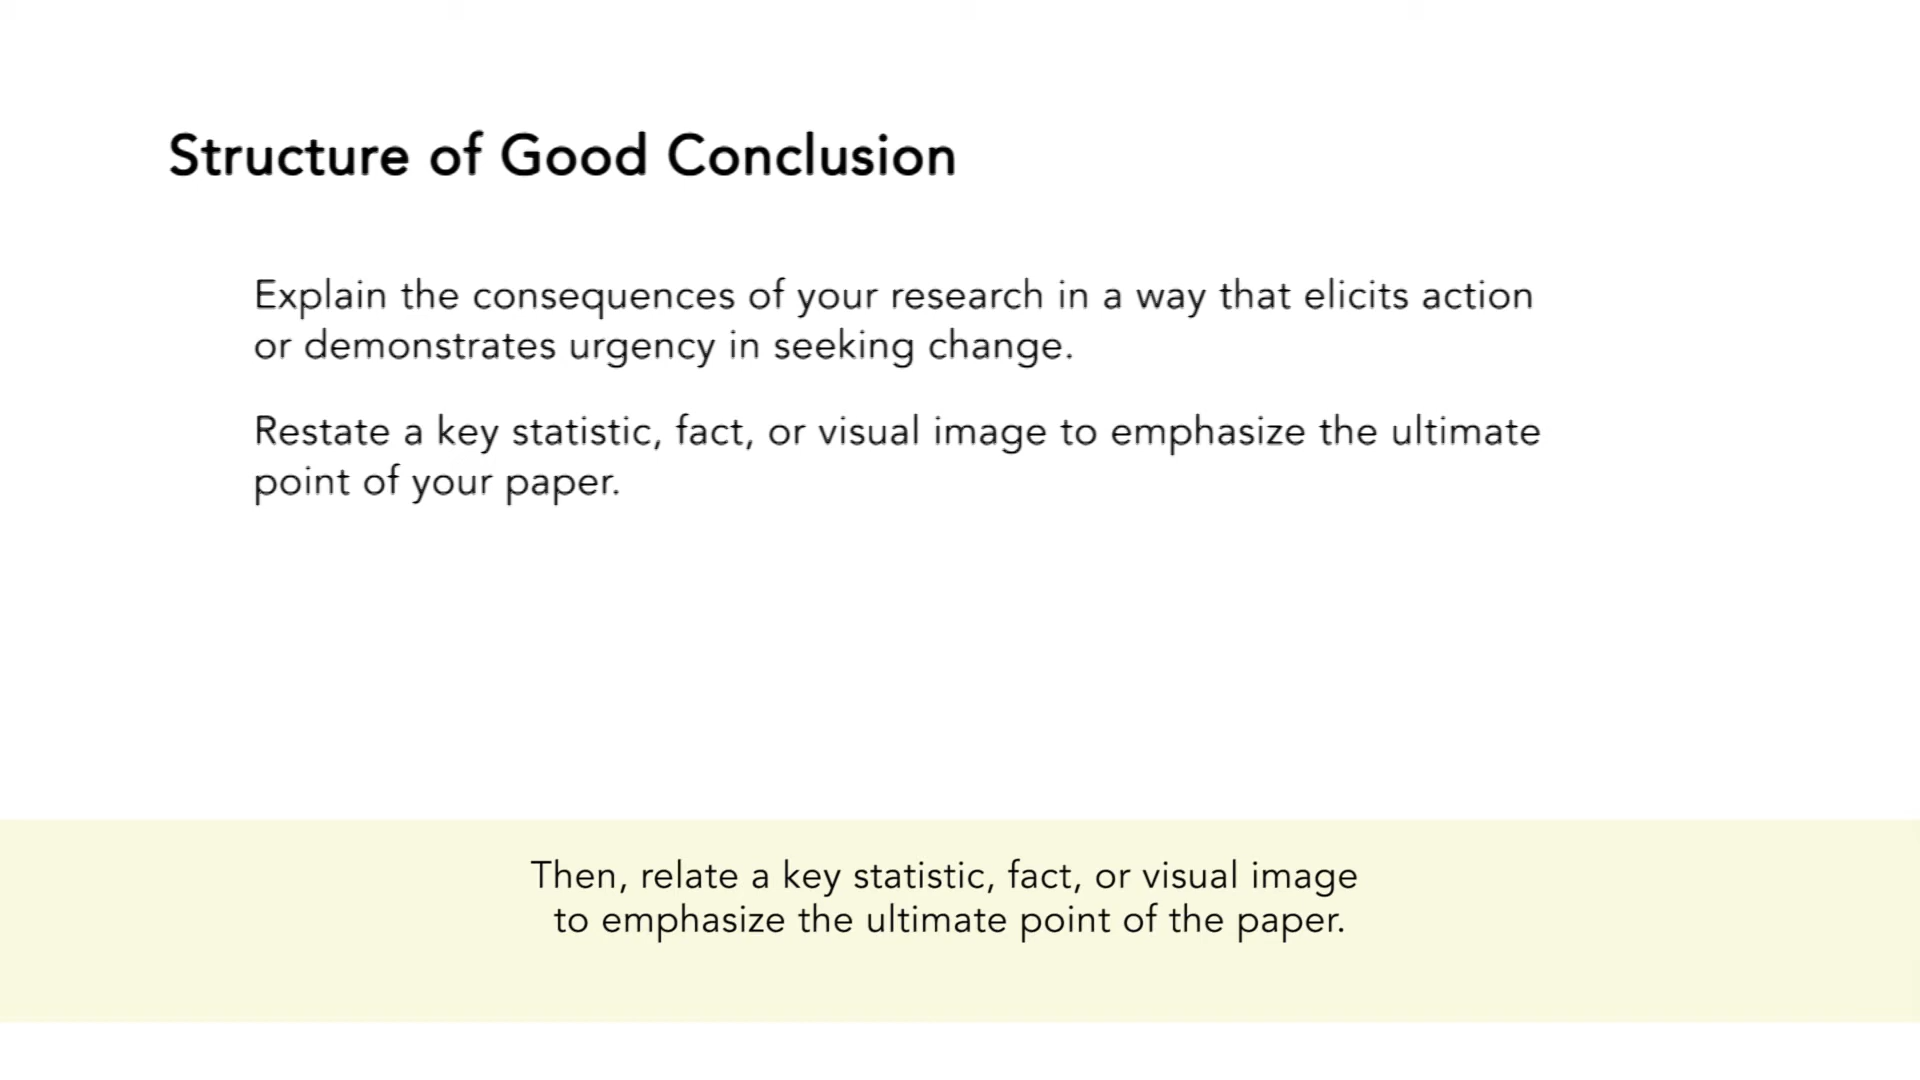 Structure of Good Conclusion
Explain the consequences of your research in a way that elicits action
or demonstrates urgency in seeking change.
Restate a key statistic, fact, or visual image to emphasize the ultimate
point of your paper.
Then, relate a key statistic, fact, or visual image
to emphasize the ultimate point of the paper.